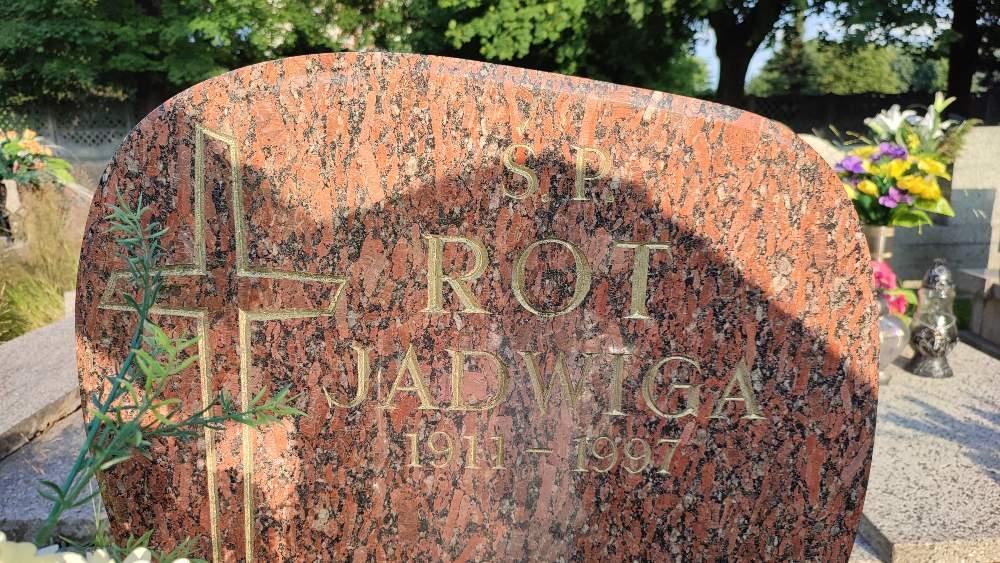 S.P.
ROT
JADWIGA
1911 - 1997